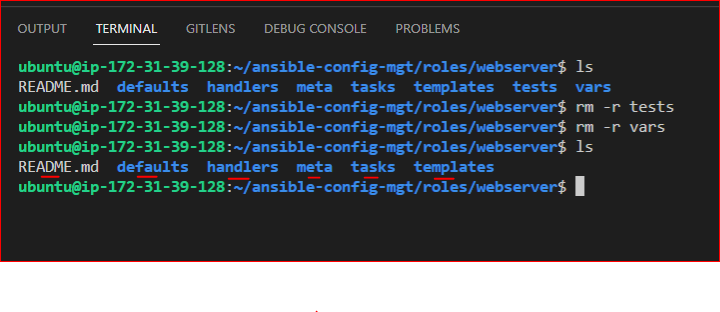 OUTPUT TERMINAL GITLENS DEBUG CONSOLE PROBLEMS
ubuntu@ip-172-31-39-128:~/ansible-config-mgt/roles/webserver$ ls
README.md defaults handlers meta tasks templates tests vars
ubuntu@ip-172-31-39-128:~/ansible-config-mgt/roles/webserver$ rm -r tests
ubuntu@ip-172-31-39-128:~/ansible-config-mgt/roles/webserver$ rm -r vars
ubuntu@ip-172-31-39-128:~/ansible-config-mgt/roles/webserver$ ls
README.md defaults handlers meta tasks templates
ubuntu@ip-172-31-39-128:~/ansible-config-mgt/roles/webserver$